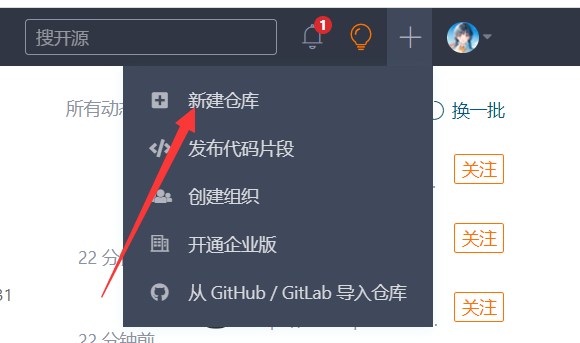 搜开源
1
所有动态
换一批
新建仓库
关注
发布代码片段
创建组织
关注
22 分
开通企业版
31
从 GitHub / GitLab 导入仓库
关注
22 分钟前